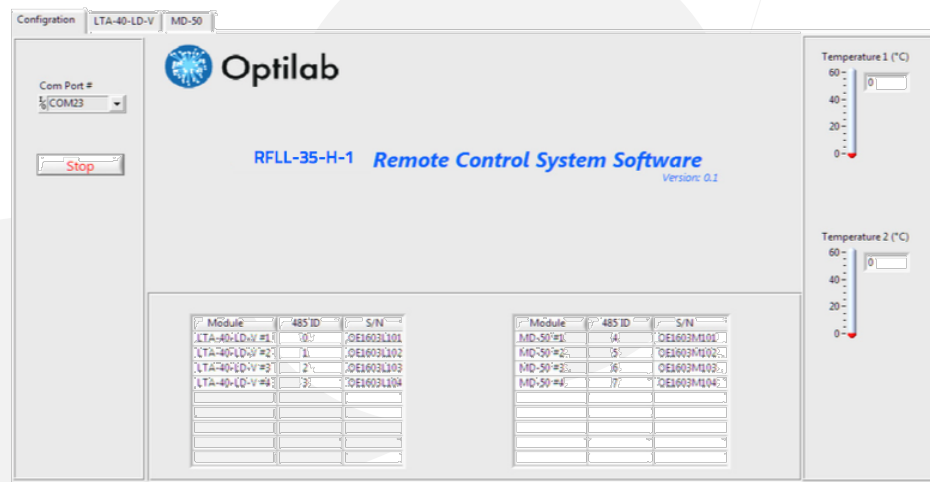 Configration LTA-40-LD-V MD-50
Com Port #
COM23
Stop
Optilab
RFLL-35-H-1 Remote Control System Software
Version: 0.1
Temperature 1 (°C)
0
60
40
20
0
Temperature 2 (°C)
0
60
40
20
0
Module 485 ID S/N
LTA-40-LD-V #1 0 OE1603L101
LTA-40-LD-V #2 1 OE1603L102
LTA-40-LD-V #3 2 OE1603L103
LTA-40-LD-V #4 3 OE1603L104
Module 485 ID S/N
MD-50 #1 4 OE1603M101
MD-50 #2 5 OE1603M102
MD-50 #3 6 OE1603M103
MD-50 #4 7 OE1603M104